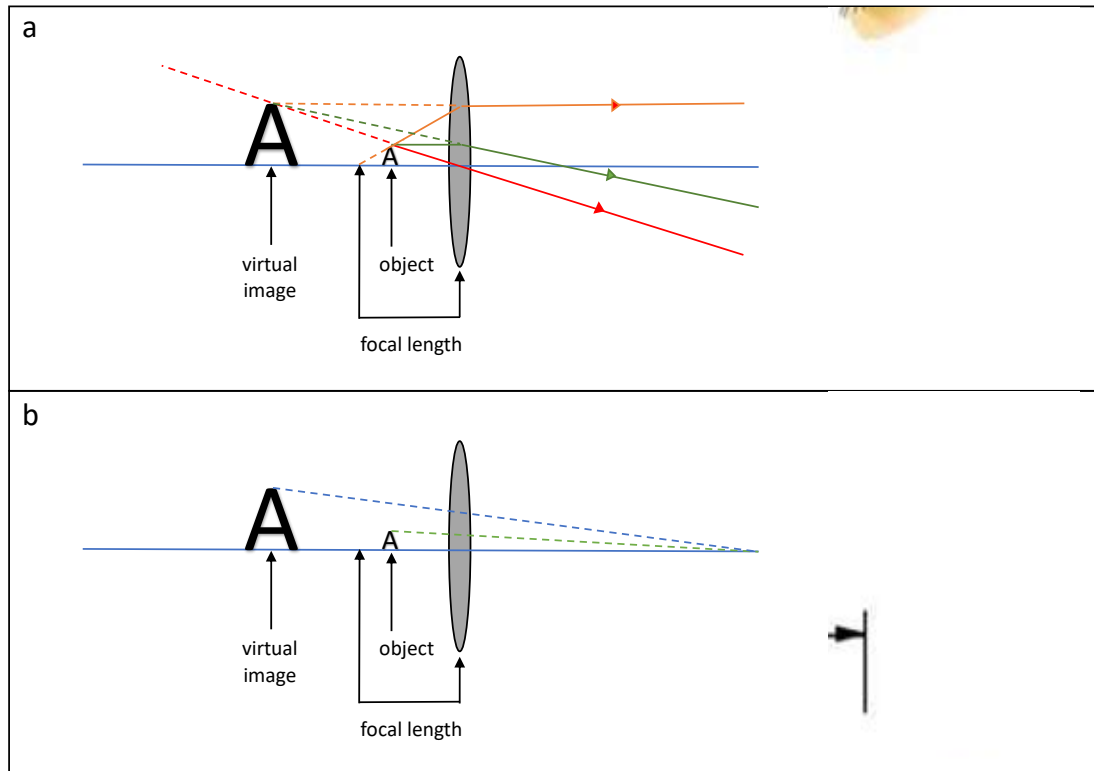 a
A
A
virtual
image
object
focal length
b
A
A
virtual
image
object
focal length